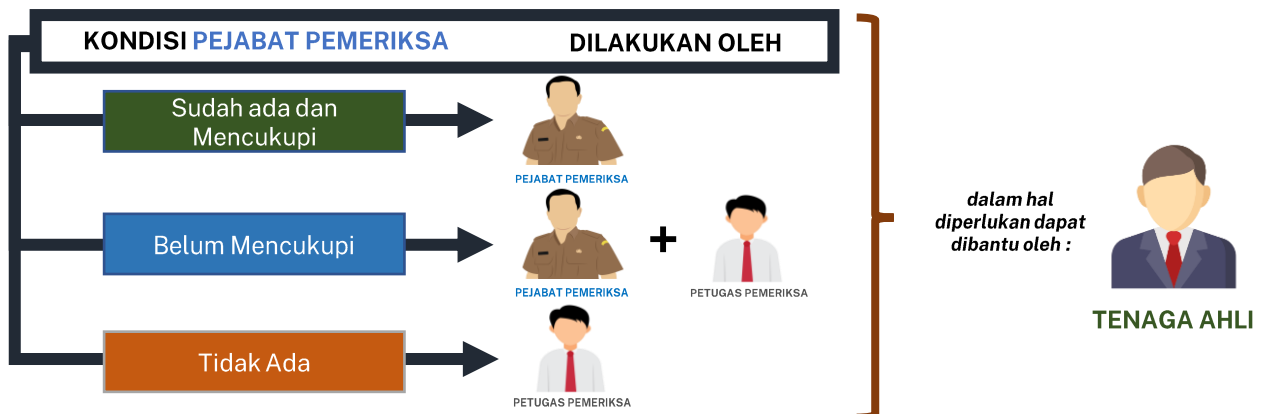 KONDISI PEJABAT PEMERIKSA
DILAKUKAN OLEH
Sudah ada dan
Mencukupi
PEJABAT PEMERIKSA
Belum Mencukupi
PEJABAT PEMERIKSA
+
PETUGAS PEMERIKSA
Tidak Ada
PETUGAS PEMERIKSA
dalam hal
diperlukan dapat
dibantu oleh :
TENAGA AHLI